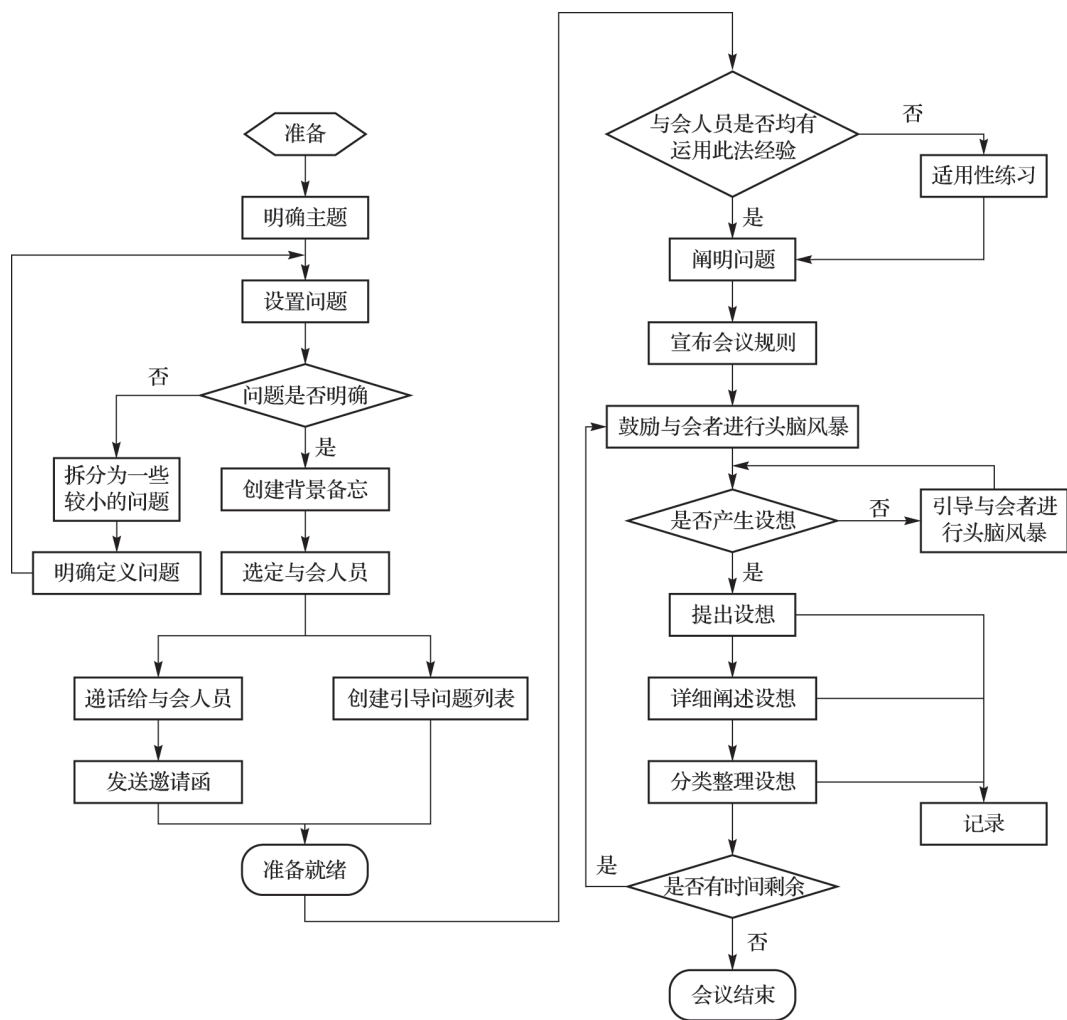 准备
明确主题
设置问题
问题是否明确
否
是
拆分为一些
较小的问题
明确定义问题
创建背景备忘
选定与会人员
递话给与会人员
创建引导问题列表
发送邀请函
准备就绪
与会人员是否均有
运用此法经验
否
适用性练习
是
阐明问题
宣布会议规则
鼓励与会者进行头脑风暴
是否产生设想
否
引导与会者进
行头脑风暴
是
提出设想
详细阐述设想
分类整理设想
记录
是否有时间剩余
是
否
会议结束